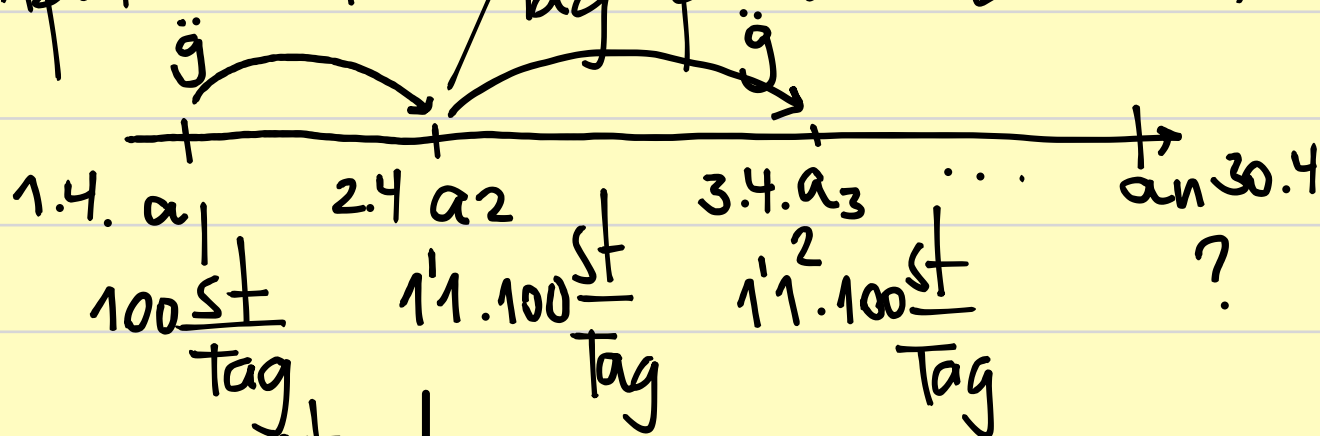 g̈ g̈
1.4. a1 2.4 a2 3.4. a3 ... an 30.4
100 St/Tag 1'1.100 St/Tag 1'1².100 St/Tag ?